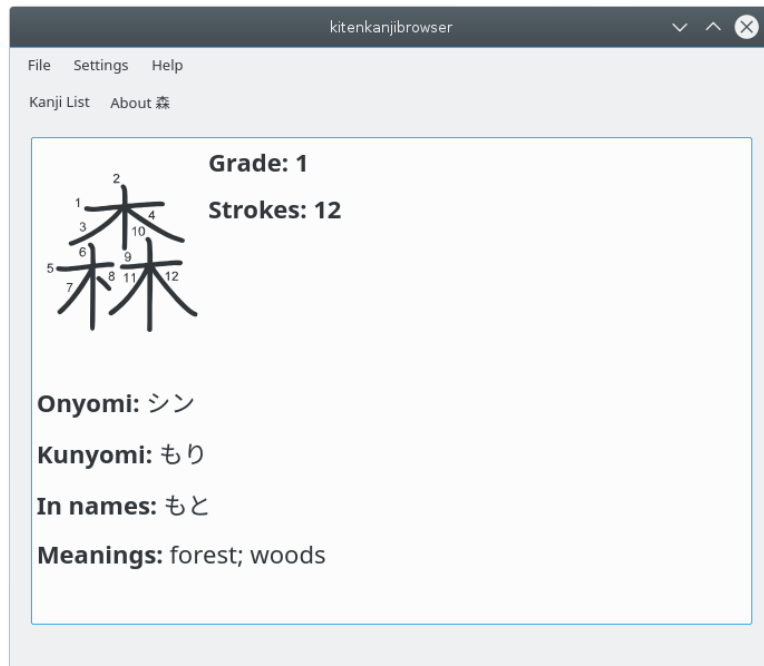 kitenkanjibrowser
File Settings Help
Kanji List About 森
Grade: 1
Strokes: 12
森
2
1
4
3
10
6
9
5
8 11 12
7
Onyomi: シン
Kunyomi: もり
In names: もと
Meanings: forest; woods